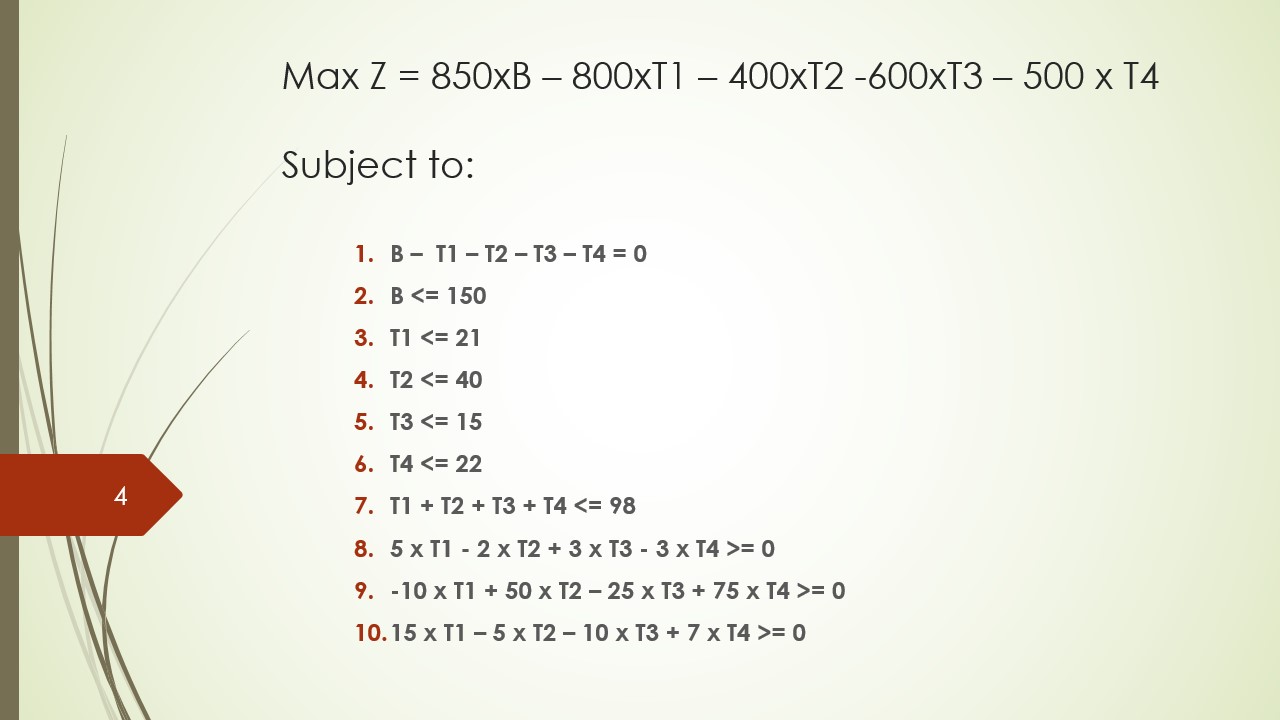 Max Z = 850xB – 800xT1 – 400xT2 -600xT3 – 500 x T4
Subject to:
1. B –  T1 – T2 – T3 – T4 = 0
2. B <= 150
3. T1 <= 21
4. T2 <= 40
5. T3 <= 15
6. T4 <= 22
7. T1 + T2 + T3 + T4 <= 98
8. 5 x T1 - 2 x T2 + 3 x T3 - 3 x T4 >= 0
9. -10 x T1 + 50 x T2 – 25 x T3 + 75 x T4 >= 0
10. 15 x T1 – 5 x T2 – 10 x T3 + 7 x T4 >= 0
4